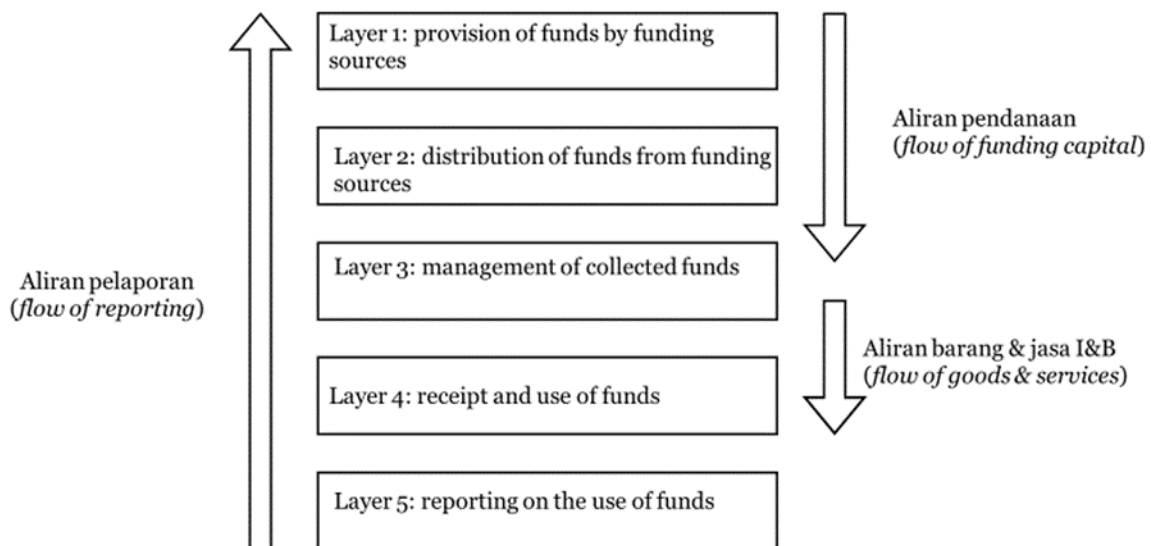 Layer 1: provision of funds by funding
sources
Layer 2: distribution of funds from funding
sources
Layer 3: management of collected funds
Layer 4: receipt and use of funds
Layer 5: reporting on the use of funds
Aliran pelaporan
(flow of reporting)
Aliran pendanaan
(flow of funding capital)
Aliran barang & jasa I&B
(flow of goods & services)